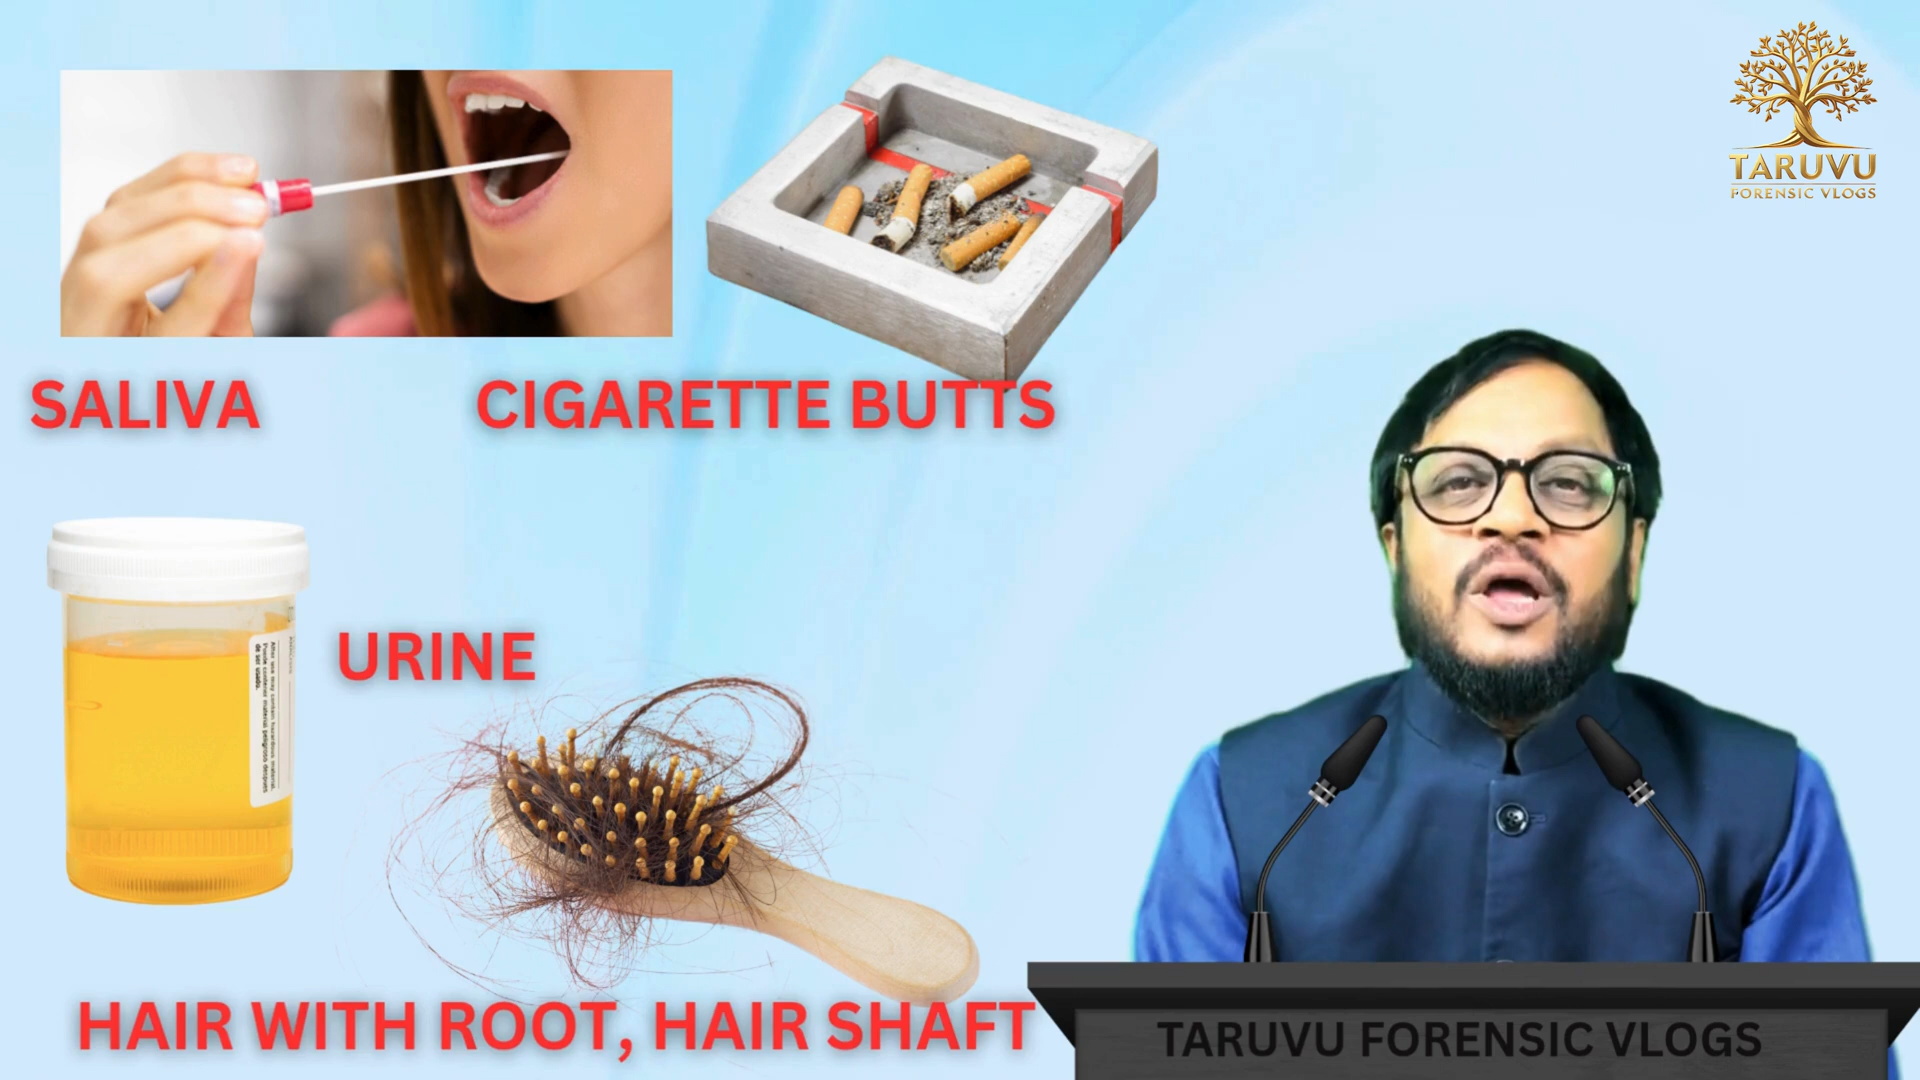 TARUVU
FORENSIC VLOGS
SALIVA
CIGARETTE BUTTS
URINE
HAIR WITH ROOT, HAIR SHAFT
TARUVU FORENSIC VLOGS